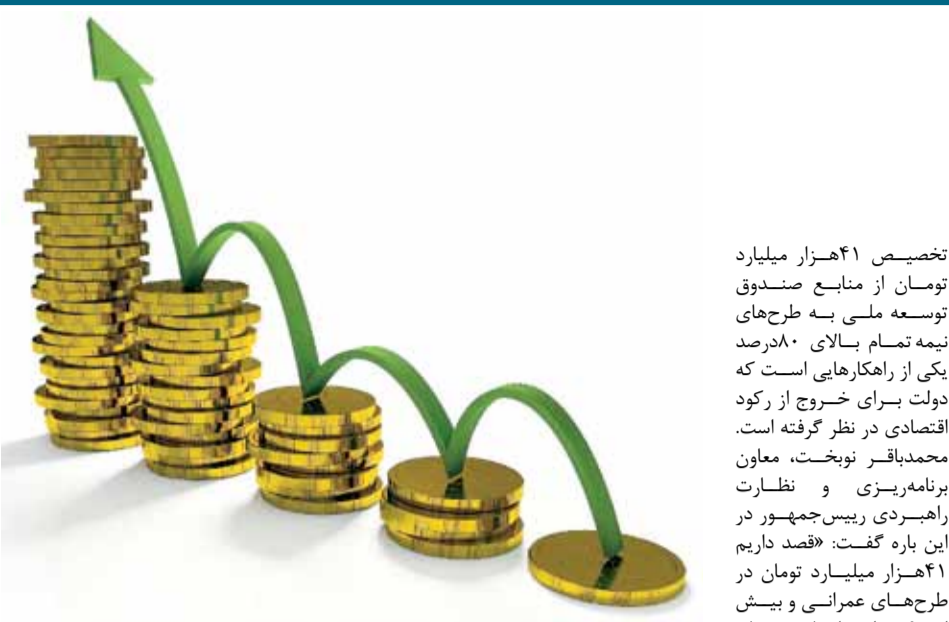 تخصیص ۴۱هزار میلیارد
تومان از منابع صندوق
توسعه ملی به طرح‌های
نیمه تمام بالای ۸۰درصد
یکی از راهکارهایی است که
دولت برای خروج از رکود
اقتصادی در نظر گرفته است.
محمدباقر نوبخت، معاون
برنامه‌ریزی و نظارت
راهبردی رییس‌جمهور در
این باره گفت: «قصد داریم
۴۱هزار میلیارد تومان در
طرح‌های عمرانی و بیش